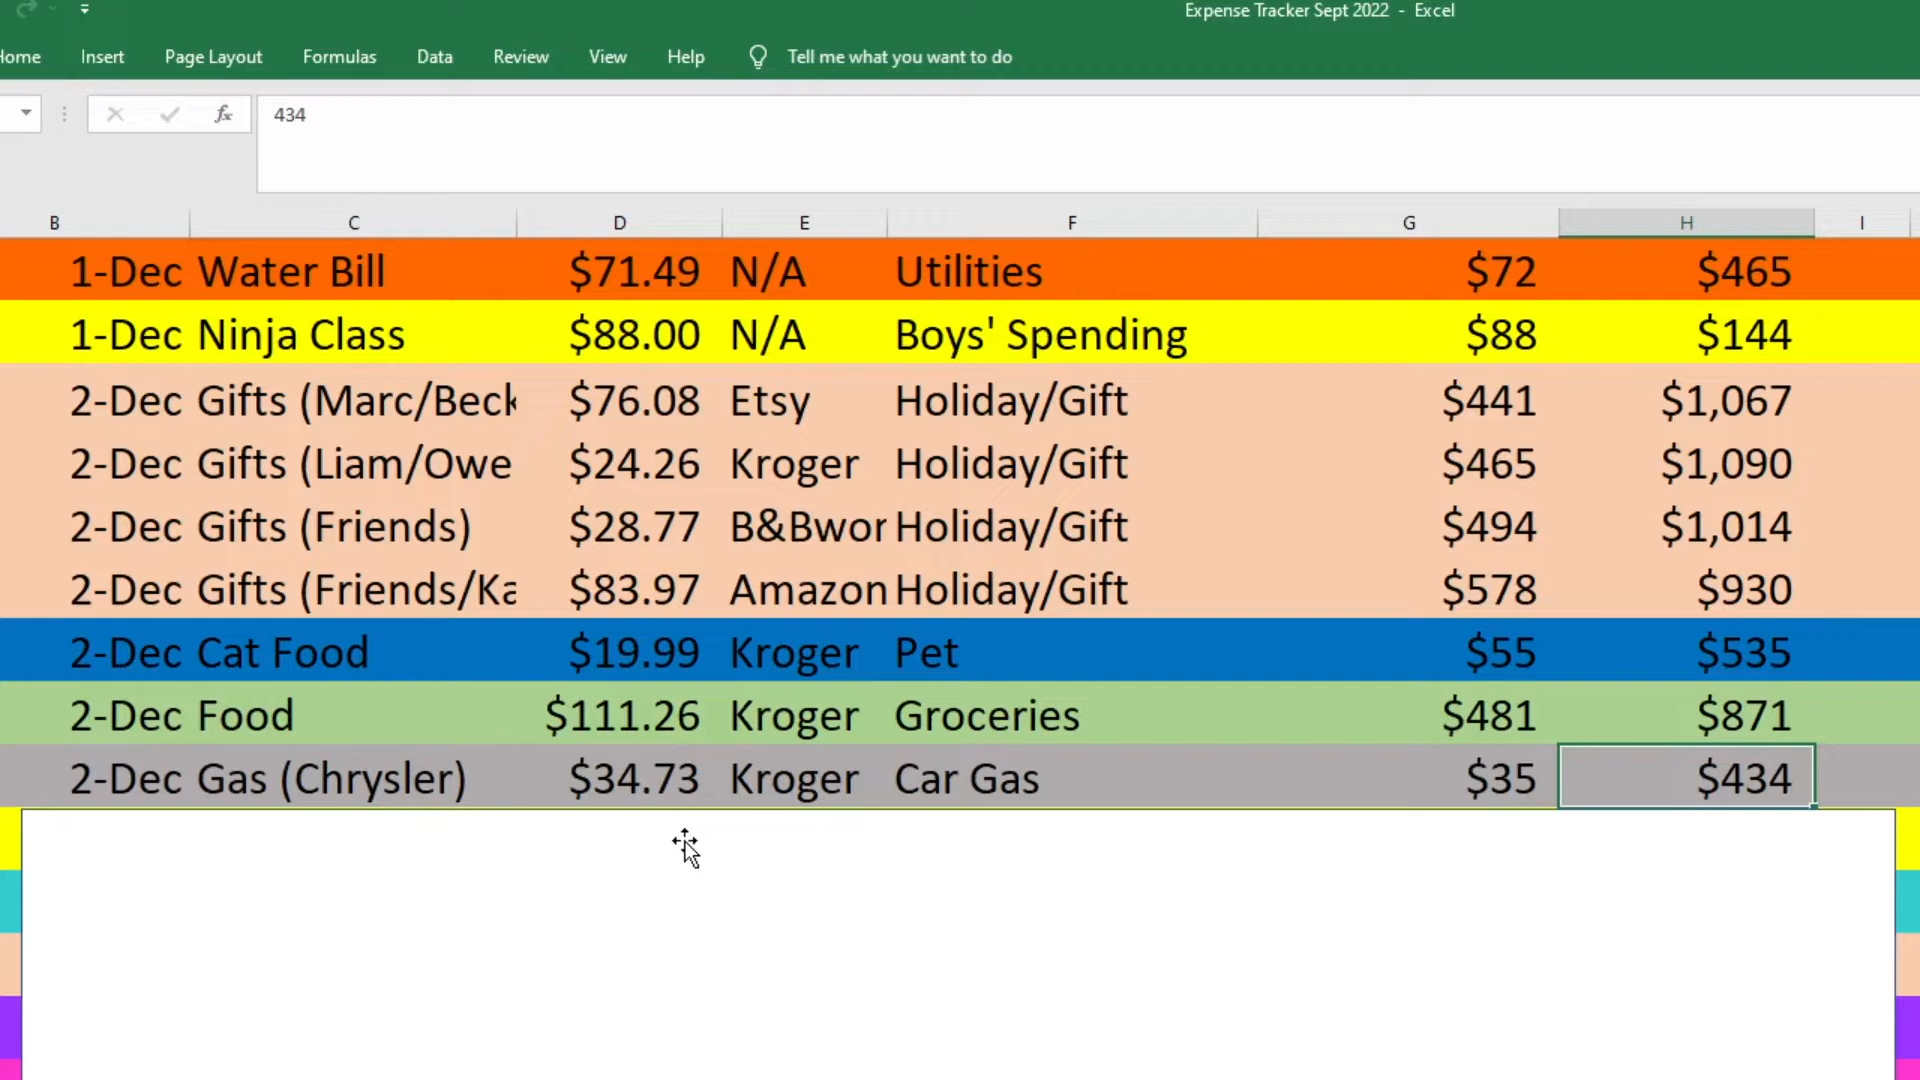 Expense Tracker Sept 2022 - Excel
Home Insert Page Layout Formulas Data Review View Help Tell me what you want to do
fx 434
B C D E F G H I
1-Dec Water Bill $71.49 N/A Utilities $72 $465
1-Dec Ninja Class $88.00 N/A Boys' Spending $88 $144
2-Dec Gifts (Marc/Beck $76.08 Etsy Holiday/Gift $441 $1,067
2-Dec Gifts (Liam/Owe $24.26 Kroger Holiday/Gift $465 $1,090
2-Dec Gifts (Friends) $28.77 B&Bwor Holiday/Gift $494 $1,014
2-Dec Gifts (Friends/Ka $83.97 Amazon Holiday/Gift $578 $930
2-Dec Cat Food $19.99 Kroger Pet $55 $535
2-Dec Food $111.26 Kroger Groceries $481 $871
2-Dec Gas (Chrysler) $34.73 Kroger Car Gas $35 $434